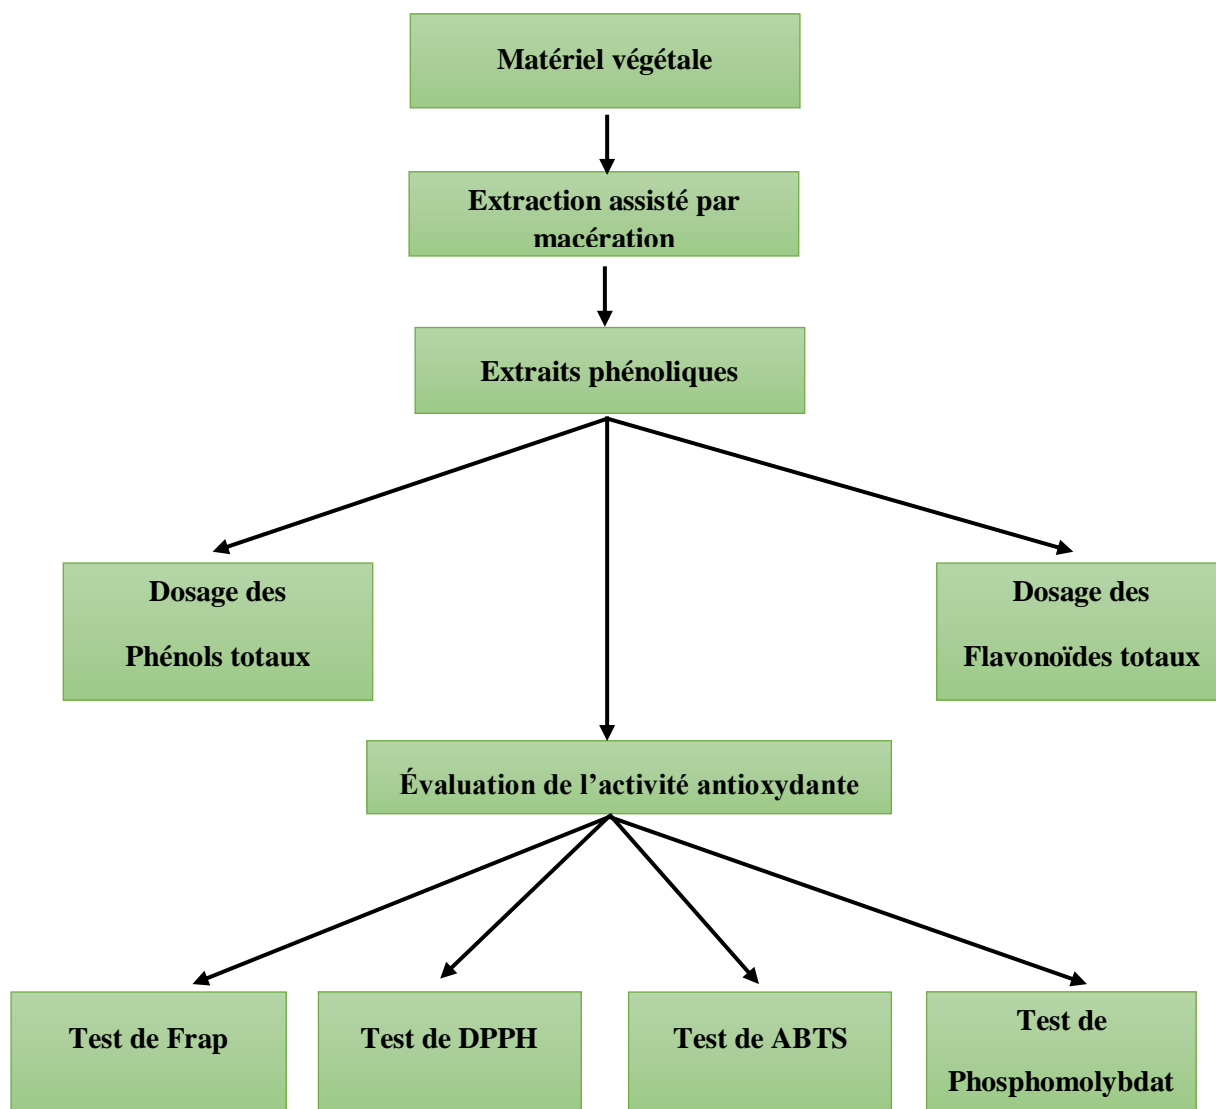 Matériel végétale
Extraction assisté par
macération
Extraits phénoliques
Dosage des
Phénols totaux
Dosage des
Flavonoïdes totaux
Évaluation de l’activité antioxydante
Test de Frap
Test de DPPH
Test de ABTS
Test de
Phosphomolybdat